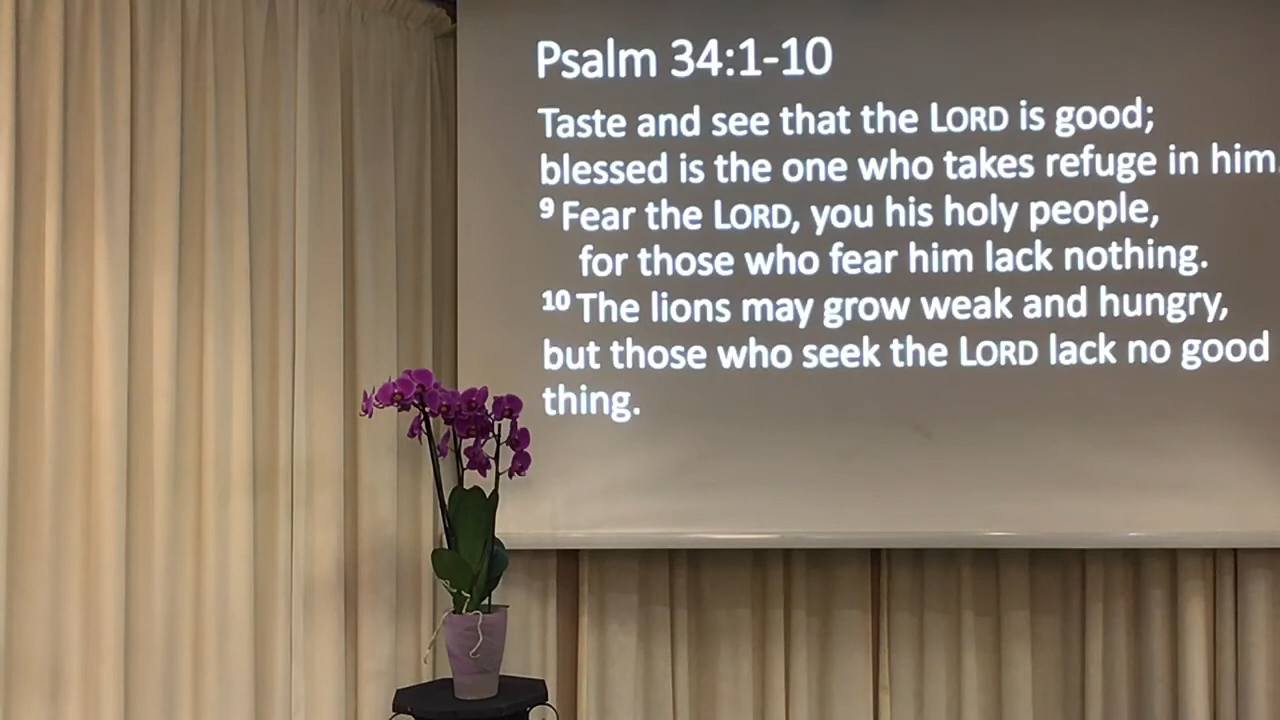 Psalm 34:1-10
Taste and see that the LORD is good;
blessed is the one who takes refuge in him.
9 Fear the LORD, you his holy people,
for those who fear him lack nothing.
10 The lions may grow weak and hungry,
but those who seek the LORD lack no good
thing.